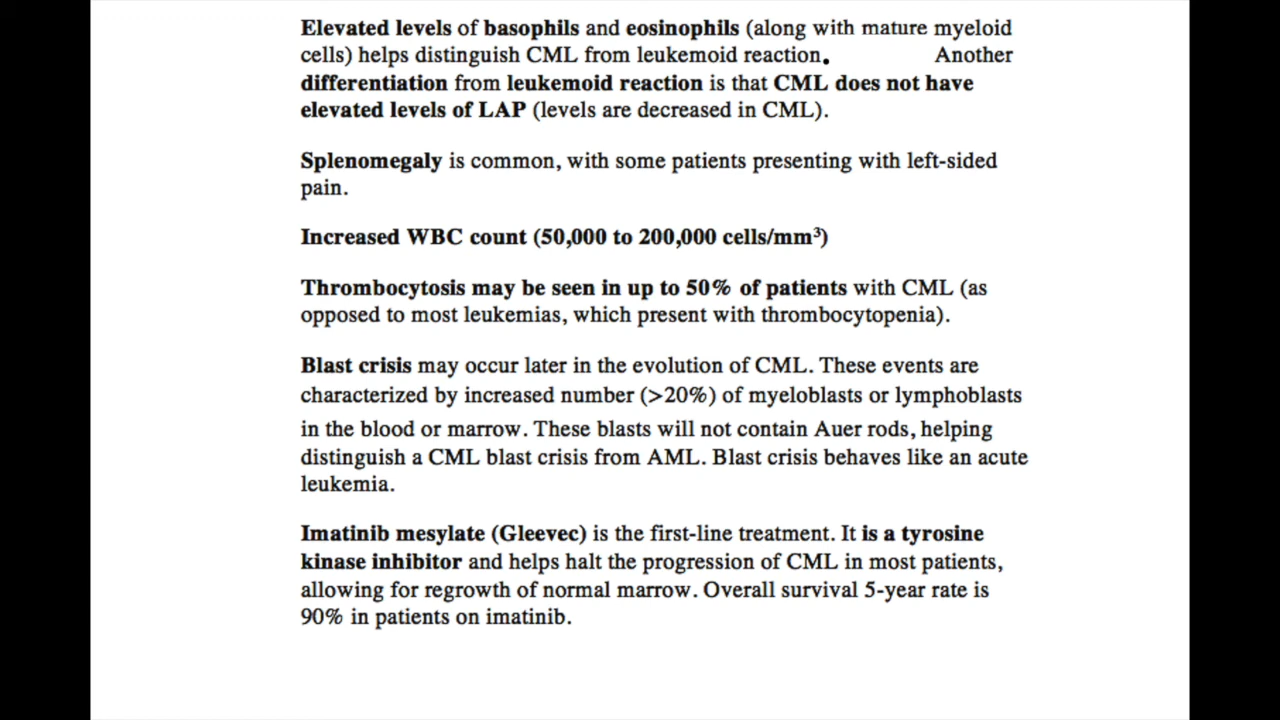 Elevated levels of basophils and eosinophils (along with mature myeloid
cells) helps distinguish CML from leukemoid reaction. Another
differentiation from leukemoid reaction is that CML does not have
elevated levels of LAP (levels are decreased in CML).
Splenomegaly is common, with some patients presenting with left-sided
pain.
Increased WBC count (50,000 to 200,000 cells/mm³)
Thrombocytosis may be seen in up to 50% of patients with CML (as
opposed to most leukemias, which present with thrombocytopenia).
Blast crisis may occur later in the evolution of CML. These events are
characterized by increased number (>20%) of myeloblasts or lymphoblasts
in the blood or marrow. These blasts will not contain Auer rods, helping
distinguish a CML blast crisis from AML. Blast crisis behaves like an acute
leukemia.
Imatinib mesylate (Gleevec) is the first-line treatment. It is a tyrosine
kinase inhibitor and helps halt the progression of CML in most patients,
allowing for regrowth of normal marrow. Overall survival 5-year rate is
90% in patients on imatinib.